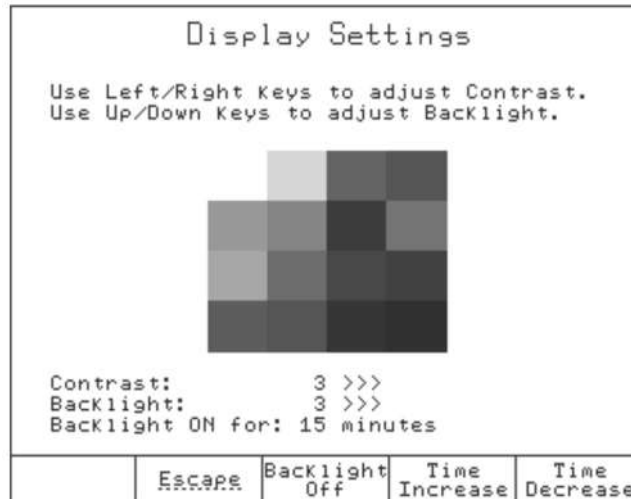 Display Settings
Use Left/Right Keys to adjust Contrast.
Use Up/Down Keys to adjust Backlight.
Contrast: 3 >>>
Backlight: 3 >>>
Backlight ON for: 15 minutes
Escape
Backlight
Off
Time
Increase
Time
Decrease